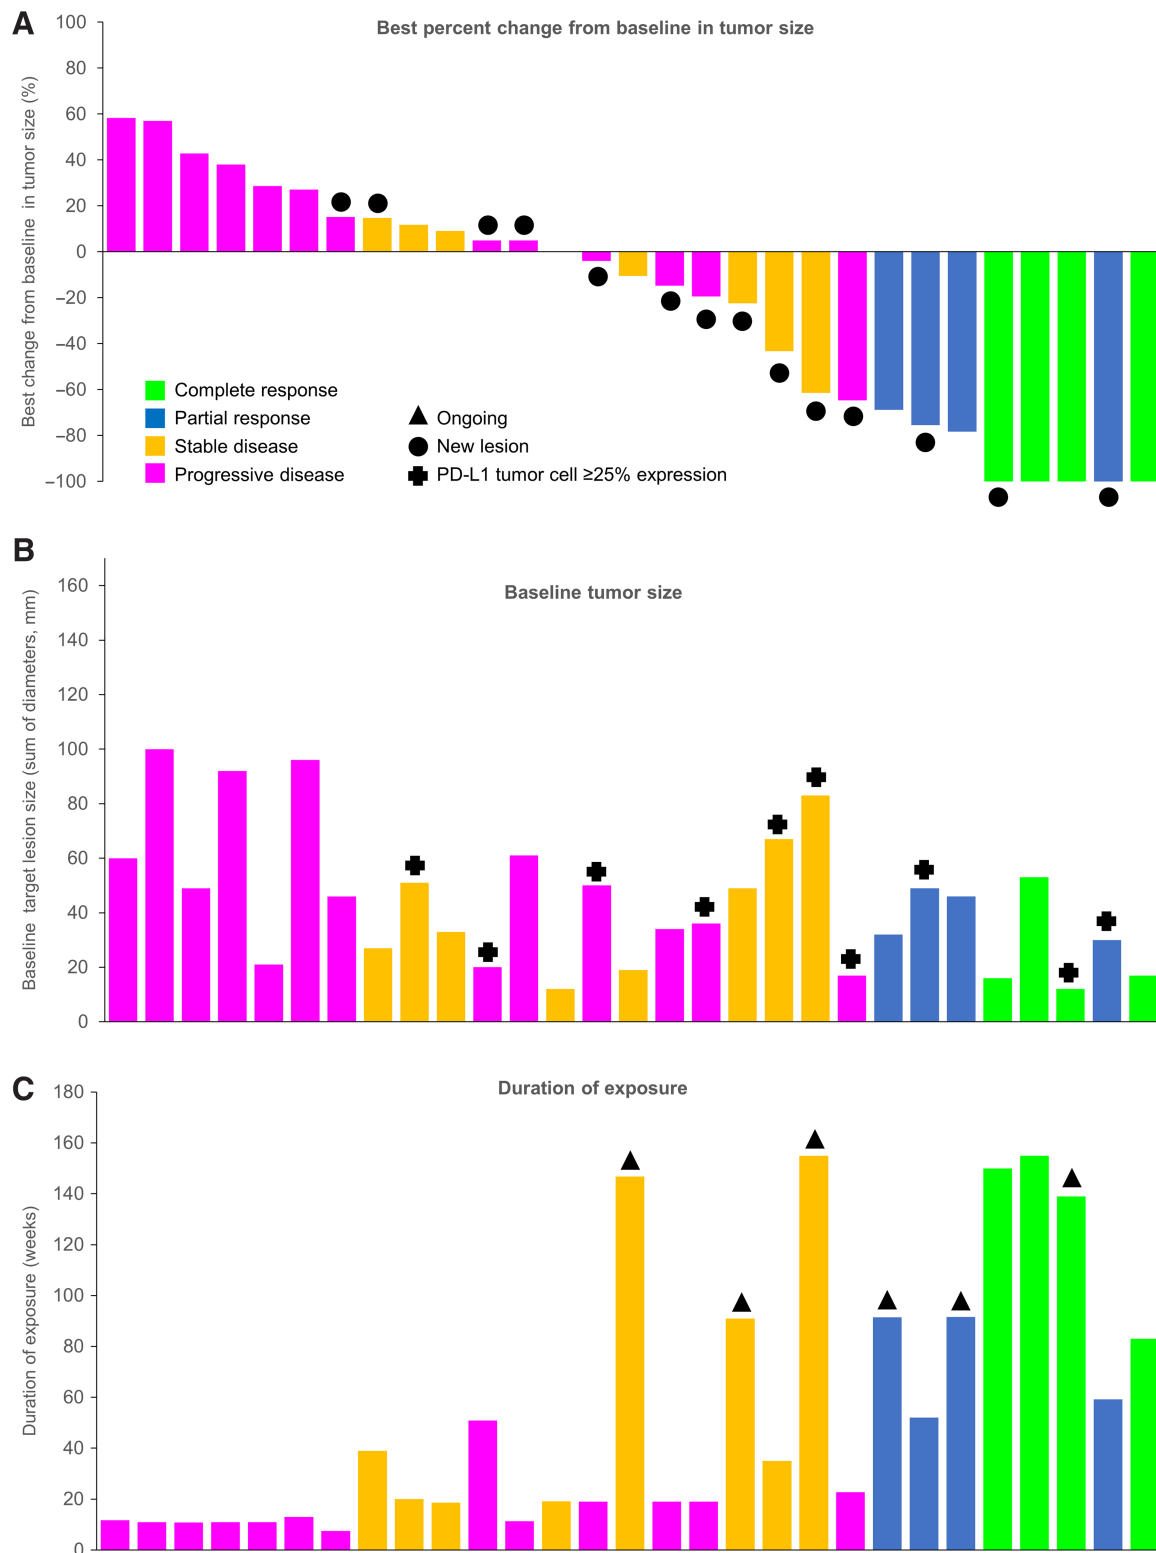 A
Best percent change from baseline in tumor size
Best change from baseline in tumor size (%)
100
80
60
40
20
0
–20
–40
–60
–80
–100
Complete response
Partial response
Stable disease
Progressive disease
Ongoing
New lesion
PD-L1 tumor cell ≥25% expression
B
Baseline tumor size
Baseline target lesion size (sum of diameters, mm)
160
140
120
100
80
60
40
20
0
C
Duration of exposure
Duration of exposure (weeks)
180
160
140
120
100
80
60
40
20
0